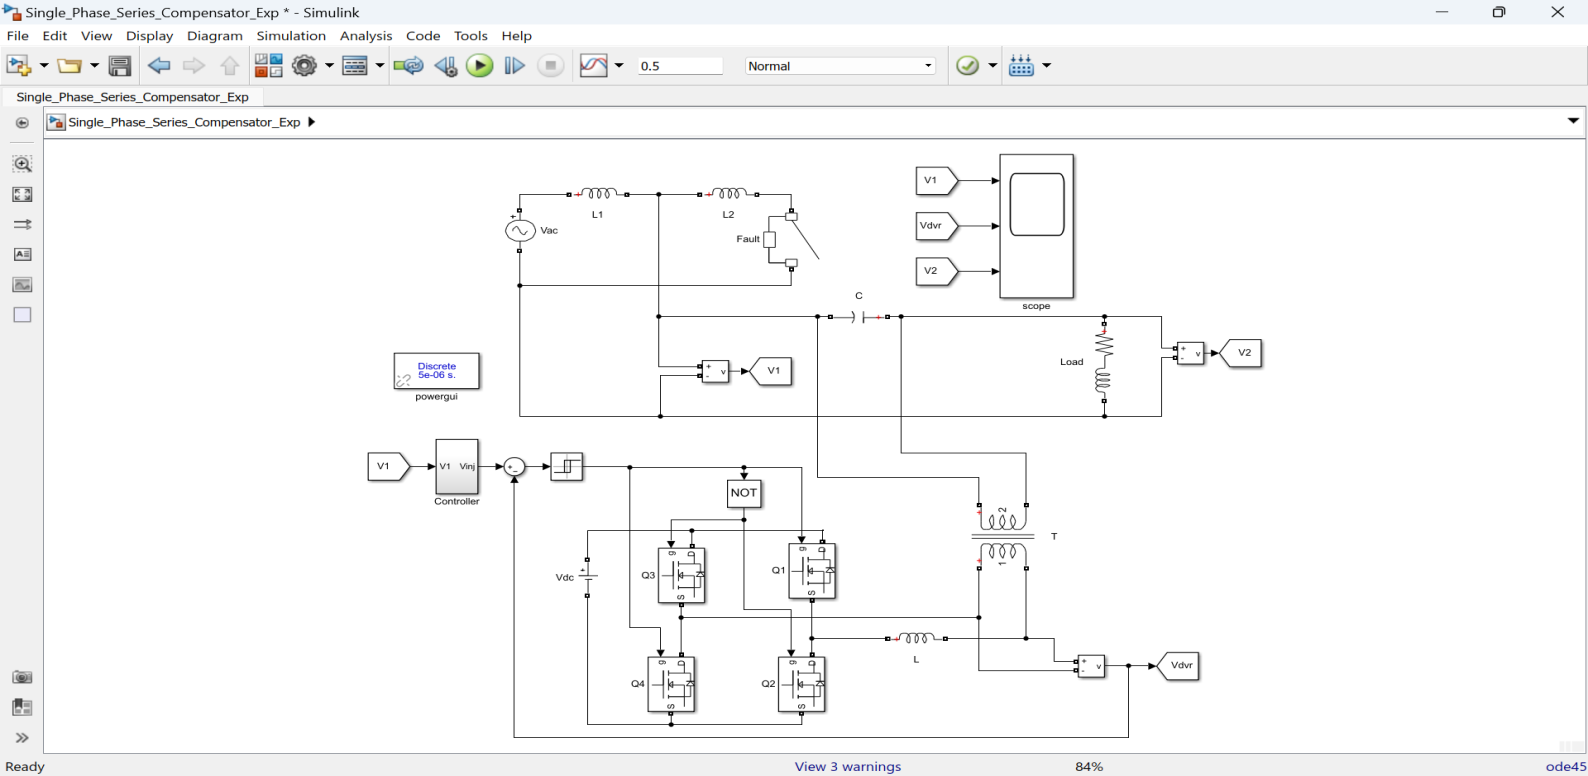 Single_Phase_Series_Compensator_Exp * - Simulink
File Edit View Display Diagram Simulation Analysis Code Tools Help
0.5 Normal
Single_Phase_Series_Compensator_Exp
Single_Phase_Series_Compensator_Exp
L1
L2
Vac
Fault
V1
Vdvr
V2
scope
C
Load
+
-
v
V2
+
-
v
V1
Discrete
5e-06 s.
powergui
V1
V1 Vinj
Controller
NOT
Vdc
g D
Q3
S
g D
Q1
S
g D
Q4
S
g D
Q2
S
2
T
1
L
+
-
v
Vdvr
Ready View 3 warnings 84% ode45